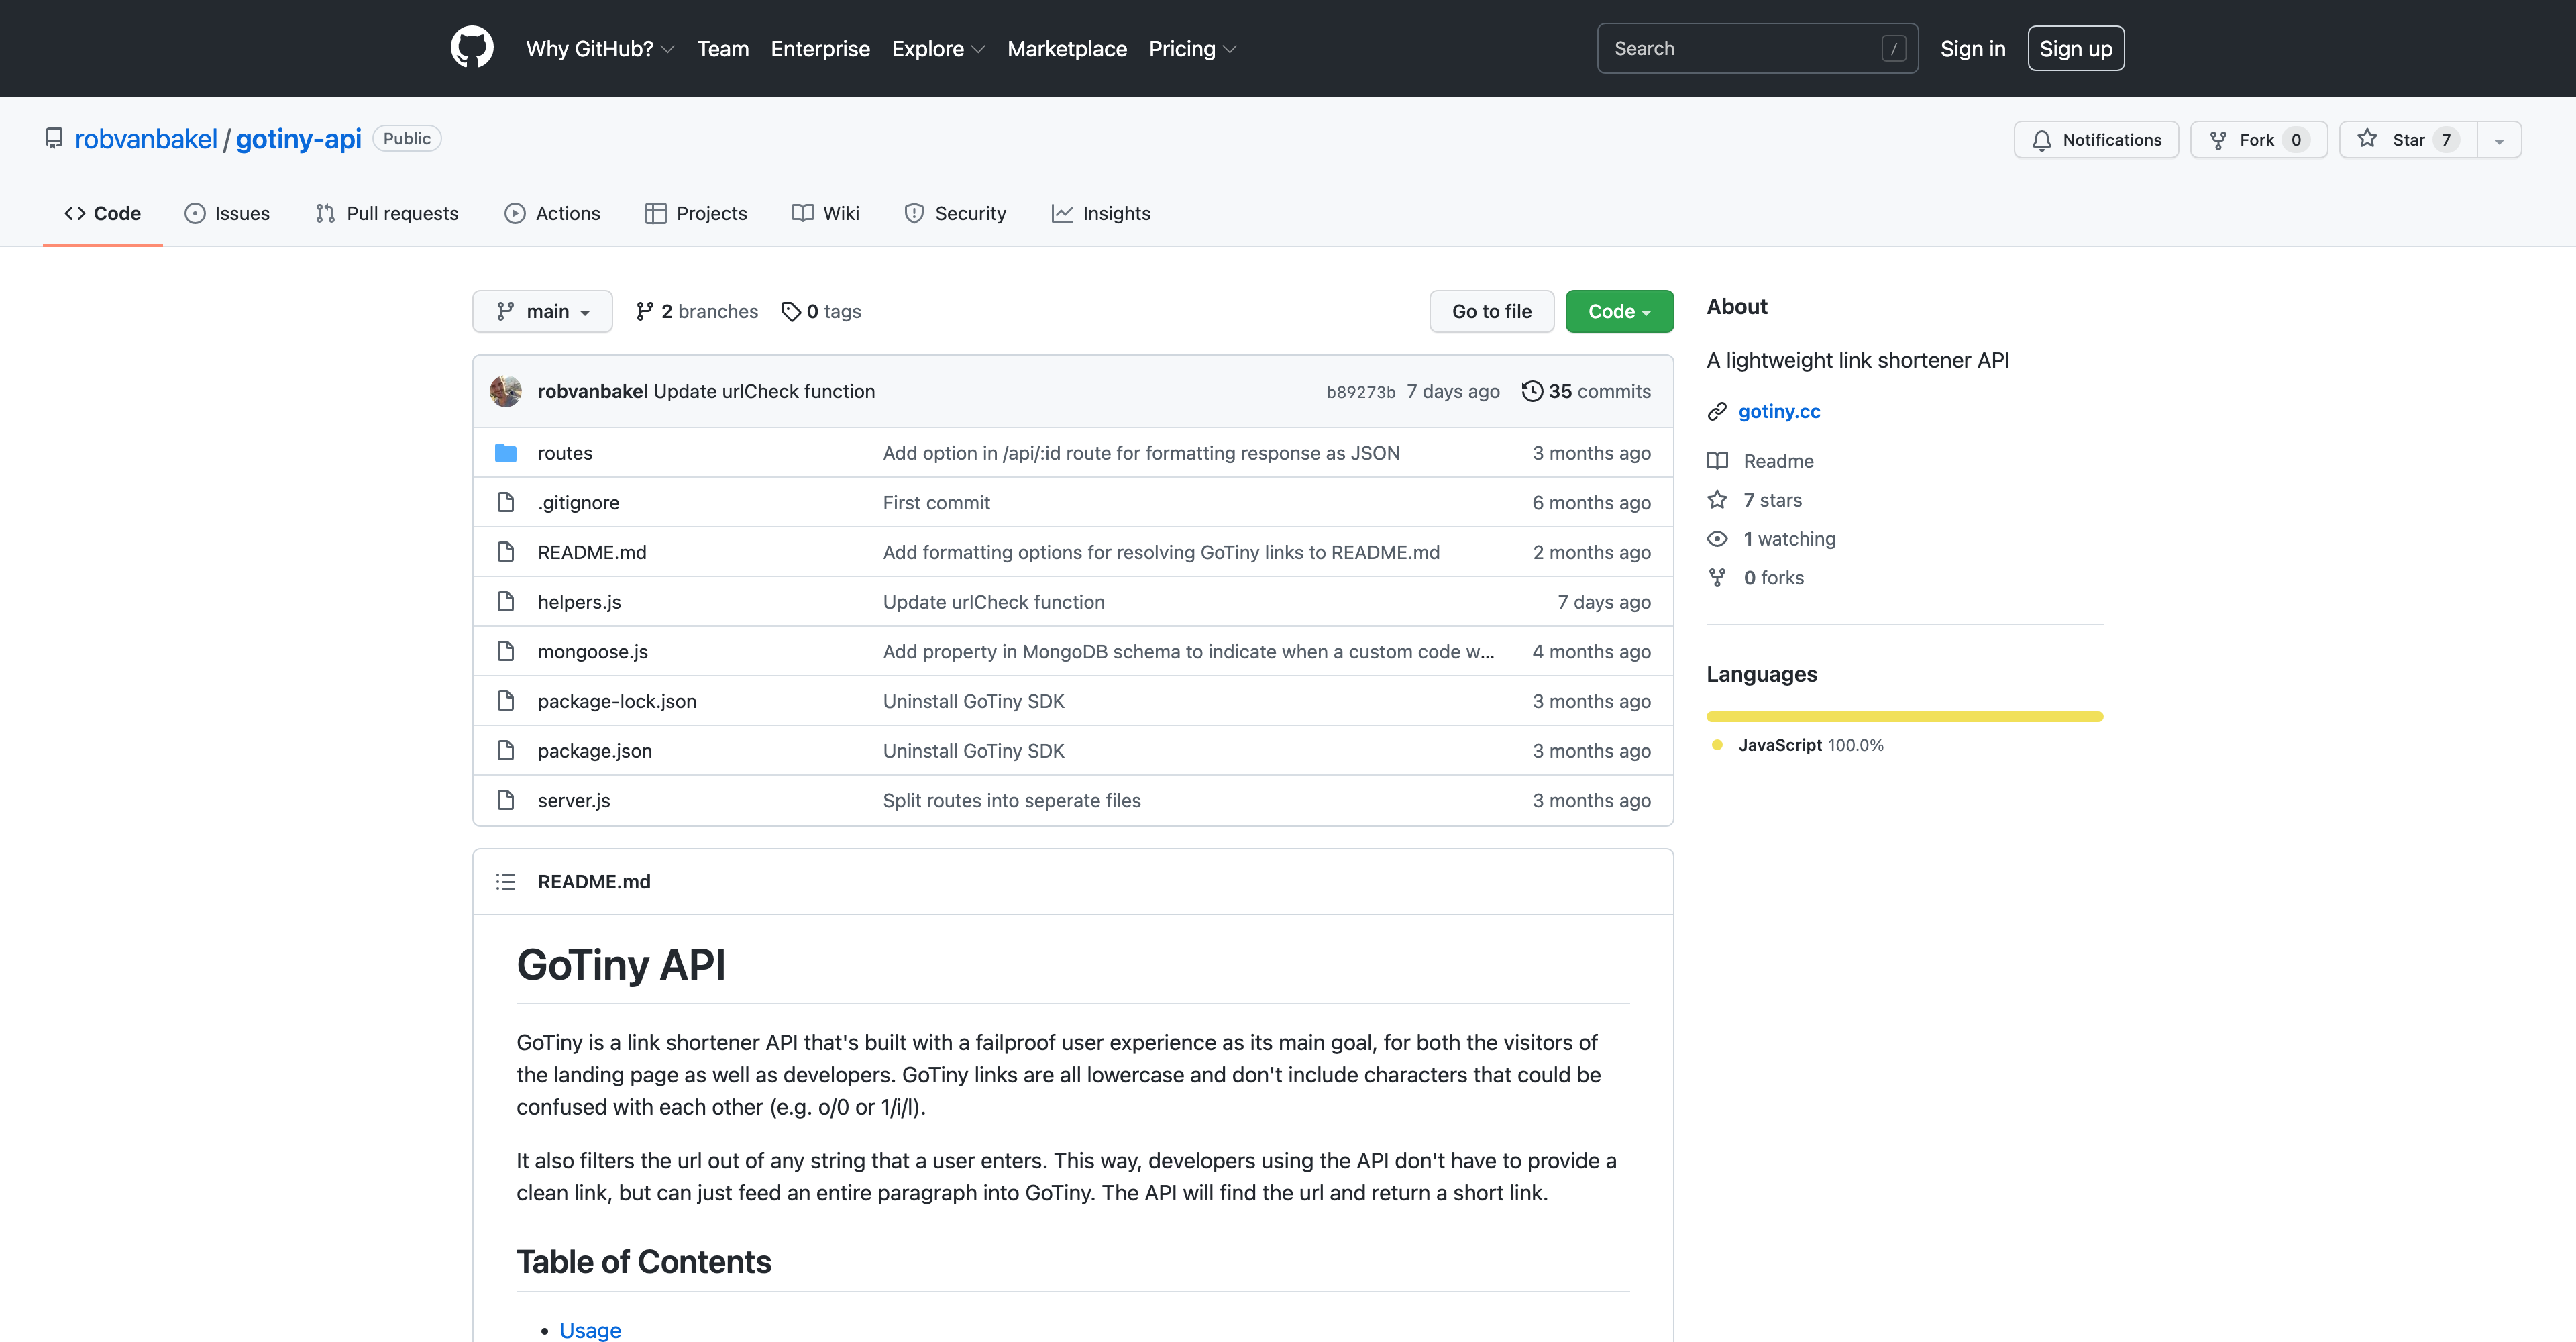 Why GitHub? Team Enterprise Explore Marketplace Pricing Search / Sign in Sign up
robvanbakel / gotiny-api Public Notifications Fork 0 Star 7
Code Issues Pull requests Actions Projects Wiki Security Insights
main 2 branches 0 tags Go to file Code
robvanbakel Update urlCheck function b89273b 7 days ago 35 commits
routes Add option in /api/:id route for formatting response as JSON 3 months ago
.gitignore First commit 6 months ago
README.md Add formatting options for resolving GoTiny links to README.md 2 months ago
helpers.js Update urlCheck function 7 days ago
mongoose.js Add property in MongoDB schema to indicate when a custom code w... 4 months ago
package-lock.json Uninstall GoTiny SDK 3 months ago
package.json Uninstall GoTiny SDK 3 months ago
server.js Split routes into seperate files 3 months ago
README.md
GoTiny API
GoTiny is a link shortener API that's built with a failproof user experience as its main goal, for both the visitors of
the landing page as well as developers. GoTiny links are all lowercase and don't include characters that could be
confused with each other (e.g. o/0 or 1/i/l).
It also filters the url out of any string that a user enters. This way, developers using the API don't have to provide a
clean link, but can just feed an entire paragraph into GoTiny. The API will find the url and return a short link.
Table of Contents
• Usage
About
A lightweight link shortener API
gotiny.cc
Readme
7 stars
1 watching
0 forks
Languages
JavaScript 100.0%